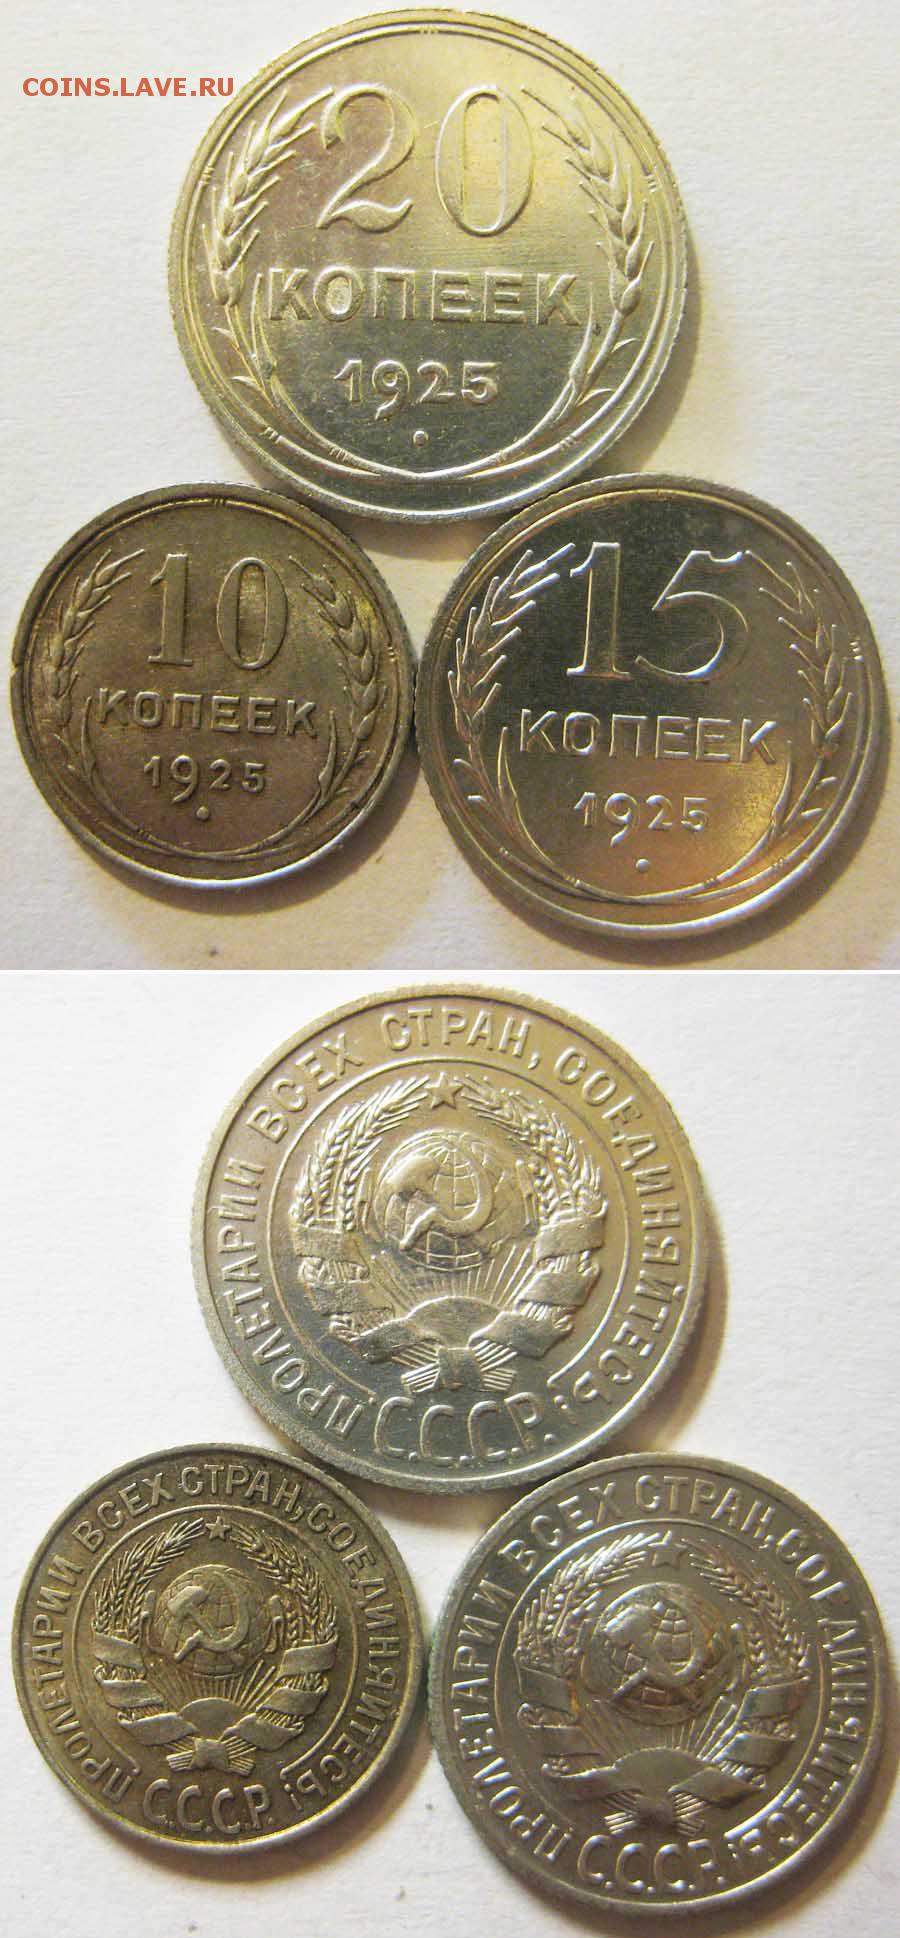 COINS.LAVE.RU
20
КОПЕЕК
1925
10
КОПЕЕК
1925
15
КОПЕЕК
1925
ПРОЛЕТАРИИ ВСЕХ СТРАН, СОЕДИНЯЙТЕСЬ!
С.С.С.Р.
ПРОЛЕТАРИИ ВСЕХ СТРАН, СОЕДИНЯЙТЕСЬ!
С.С.С.Р.
ПРОЛЕТАРИИ ВСЕХ СТРАН, СОЕДИНЯЙТЕСЬ!
С.С.С.Р.